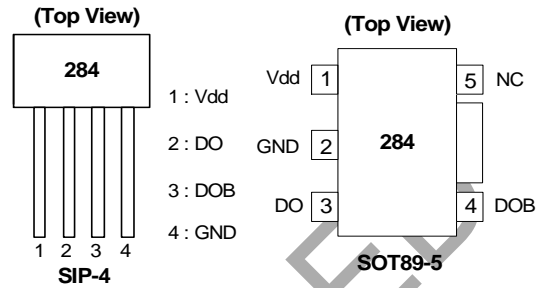 (Top View)
284
1 : Vdd
2 : DO
3 : DOB
4 : GND
1 2 3 4
SIP-4
(Top View)
Vdd 1
5 NC
GND 2
284
DO 3
4 DOB
SOT89-5